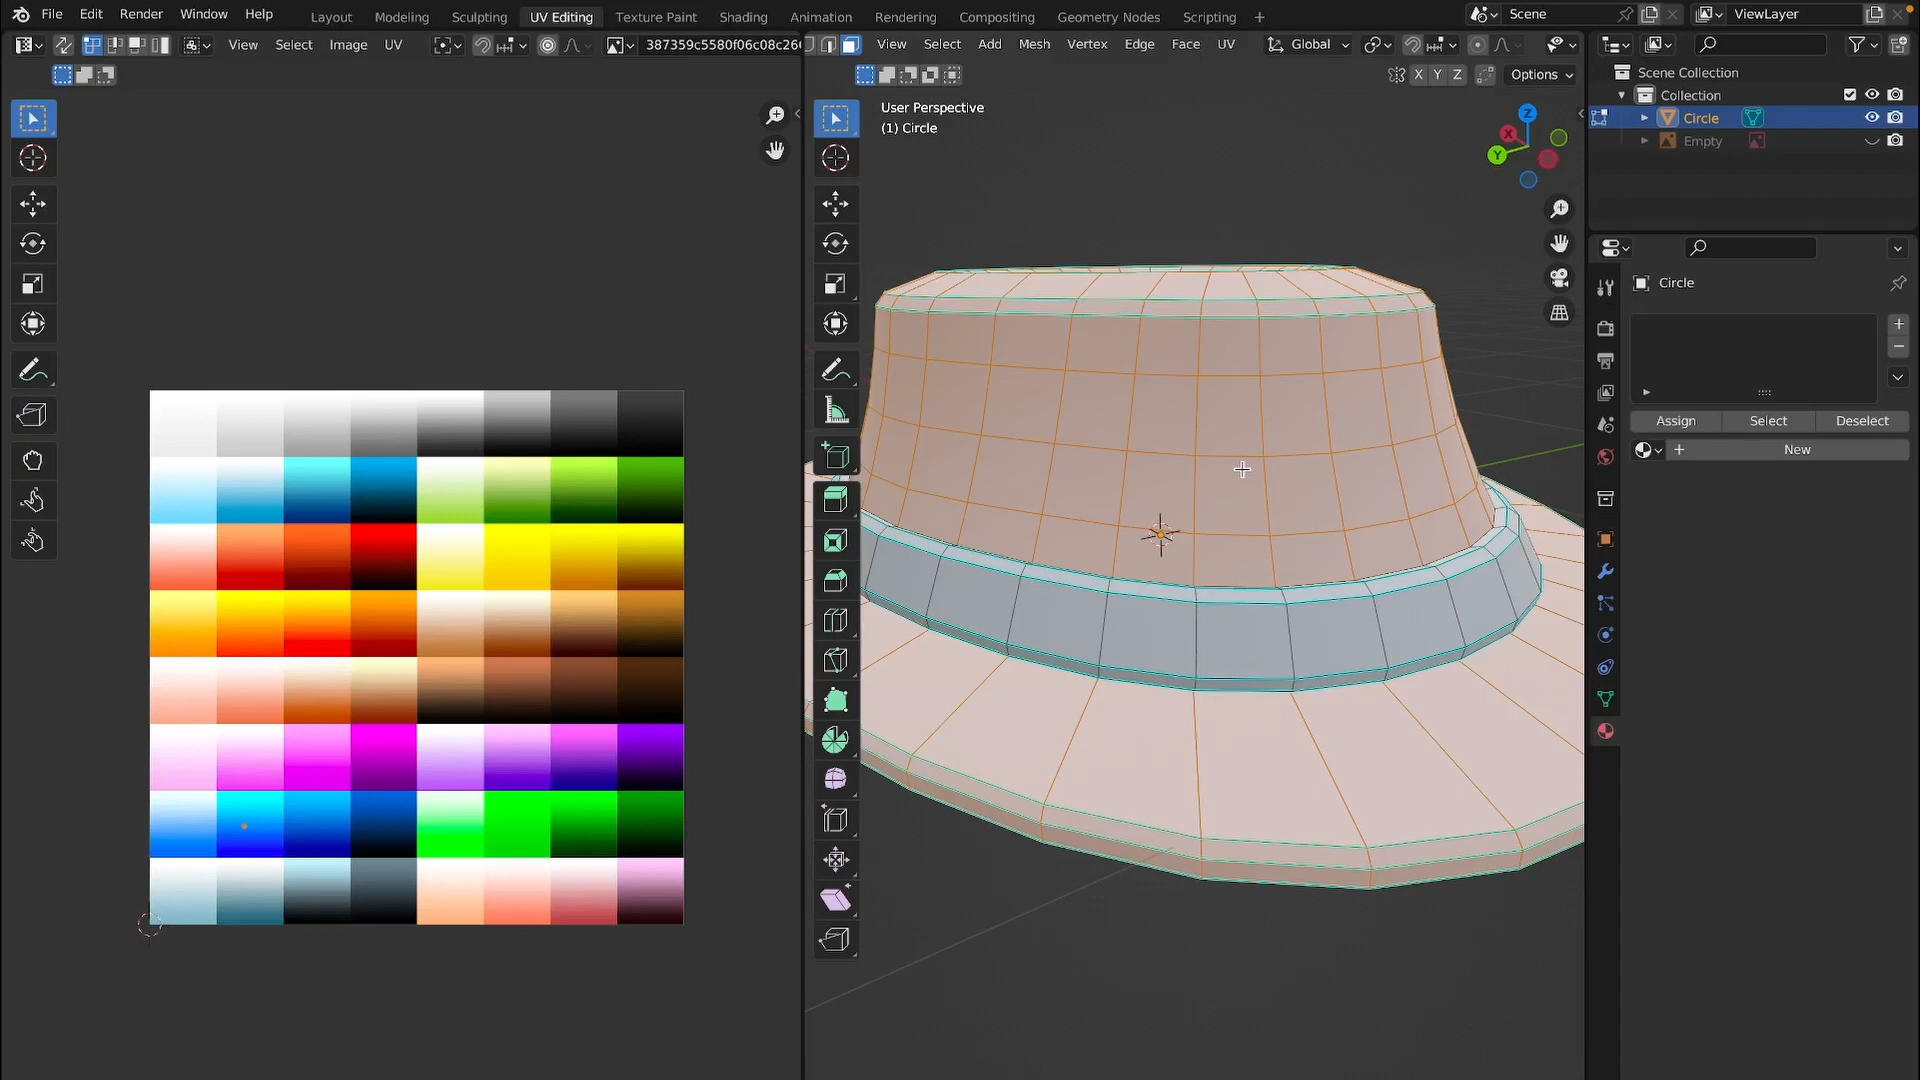 File Edit Render Window Help Layout Modeling Sculpting UV Editing Texture Paint Shading Animation Rendering Compositing Geometry Nodes Scripting + Scene ViewLayer
View Select Image UV 387359c5580f06c08c26 View Select Add Mesh Vertex Edge Face UV Global
X Y Z Options
User Perspective
(1) Circle
Z
X
Y
Scene Collection
Collection
Circle
Empty
Circle
Assign Select Deselect
New